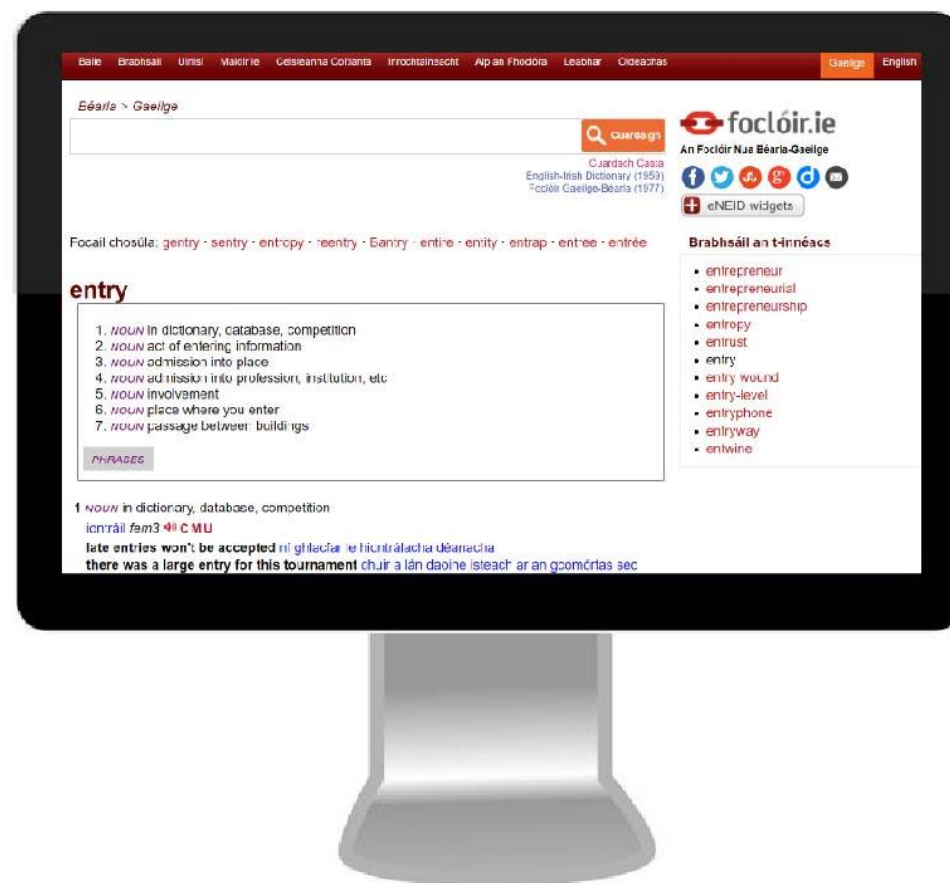 Baile Brabhsáil Uirlisí Maidir le Ceisteanna Coitianta Inrochtaineacht Aip an Fhoclóra Leabhar Oideachas Gaeilge English
Béarla > Gaeilge
Cuardaigh
Cuardach Casta
English-Irish Dictionary (1959)
Foclóir Gaeilge-Béarla (1977)
foclóir.ie
An Foclóir Nua Béarla-Gaeilge
eNEID widgets
Focail chosúla: gentry · sentry · entropy · reentry · Bantry · entire · entity · entrap · entree · entrée
entry
1. NOUN in dictionary, database, competition
2. NOUN act of entering information
3. NOUN admission into place
4. NOUN admission into profession, institution, etc
5. NOUN involvement
6. NOUN place where you enter
7. NOUN passage between buildings
PHRASES
1 NOUN in dictionary, database, competition
iontráil fem3 C M U
late entries won't be accepted ní ghlacfar le hiontrálacha déanacha
there was a large entry for this tournament chuir a lán daoine isteach ar an gcomórtas seo
Brabhsáil an t-innéacs
entrepreneur
entrepreneurial
entrepreneurship
entropy
entrust
entry
entry wound
entry-level
entryphone
entryway
entwine